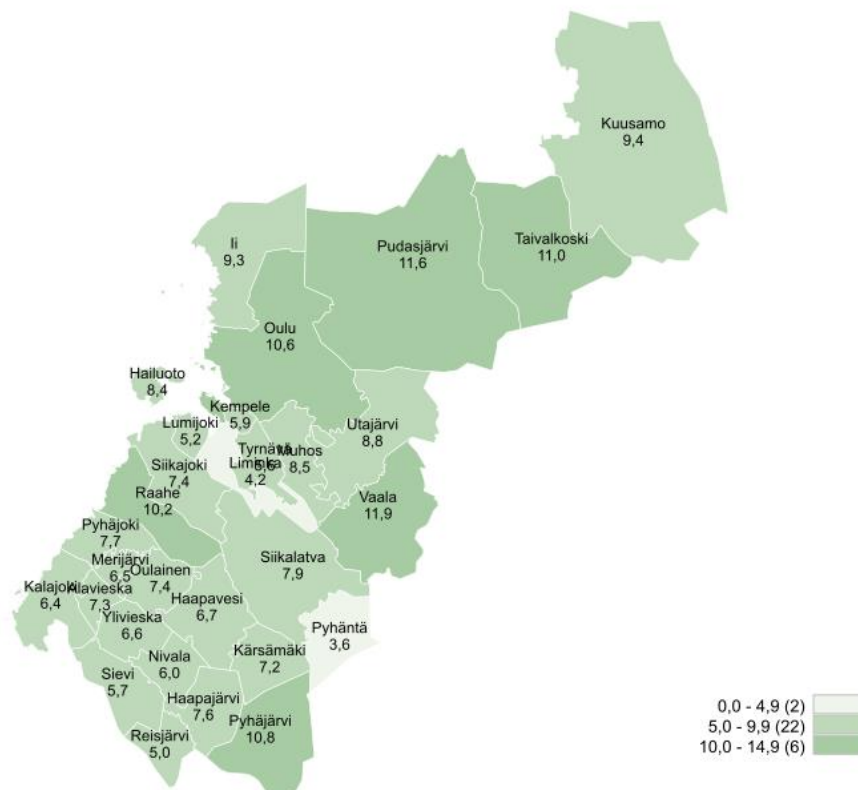 Kuusamo
9,4
Taivalkoski
11,0
Pudasjärvi
11,6
Ii
9,3
Oulu
10,6
Hailuoto
8,4
Kempele
5,9
Lumijoki
5,2
Utajärvi
8,8
Tyrnävä
Muhos
8,5
Liminka
4,2
Siikajoki
7,4
Raahe
10,2
Vaala
11,9
Pyhäjoki
7,7
Siikalatva
7,9
Merijärvi
6,5
Oulainen
7,4
Kalajoki
6,4
Alavieska
7,3
Haapavesi
6,7
Ylivieska
6,6
Pyhäntä
3,6
Nivala
6,0
Kärsämäki
7,2
Sievi
5,7
Haapajärvi
7,6
Pyhäjärvi
10,8
Reisjärvi
5,0
0,0 - 4,9 (2)
5,0 - 9,9 (22)
10,0 - 14,9 (6)